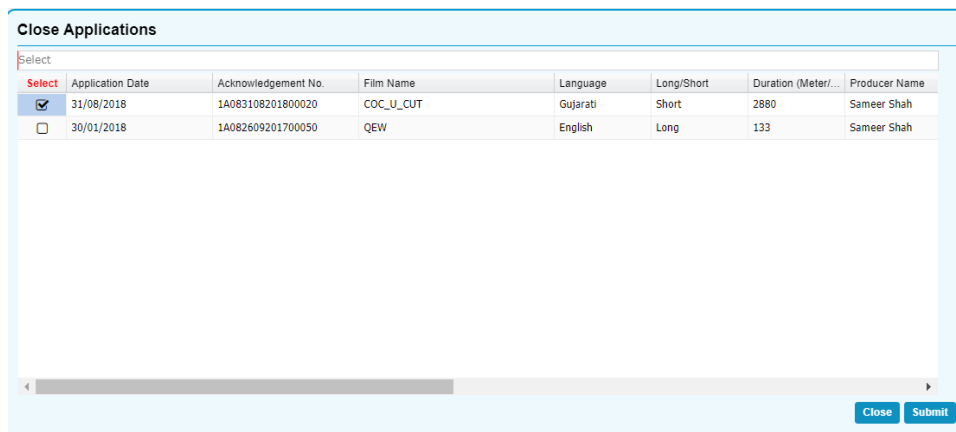 Close Applications
Select
Select Application Date Acknowledgement No. Film Name Language Long/Short Duration (Meter/... Producer Name
31/08/2018 1A083108201800020 COC_U_CUT Gujarati Short 2880 Sameer Shah
30/01/2018 1A082609201700050 QEW English Long 133 Sameer Shah
Close Submit